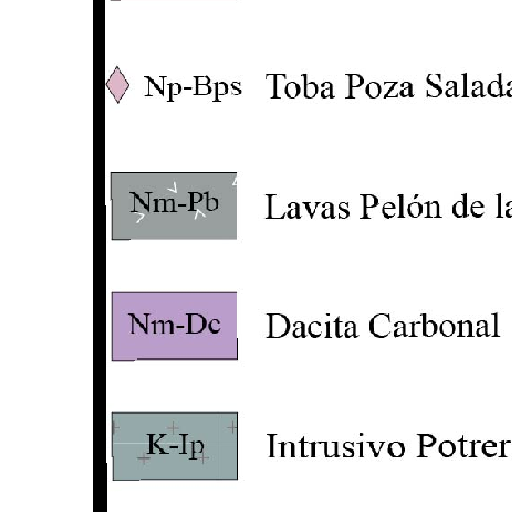 Np-Bps Toba Poza Salada
Nm-Pb Lavas Pelón de la
Nm-Dc Dacita Carbonal
K-Ip Intrusivo Potrer